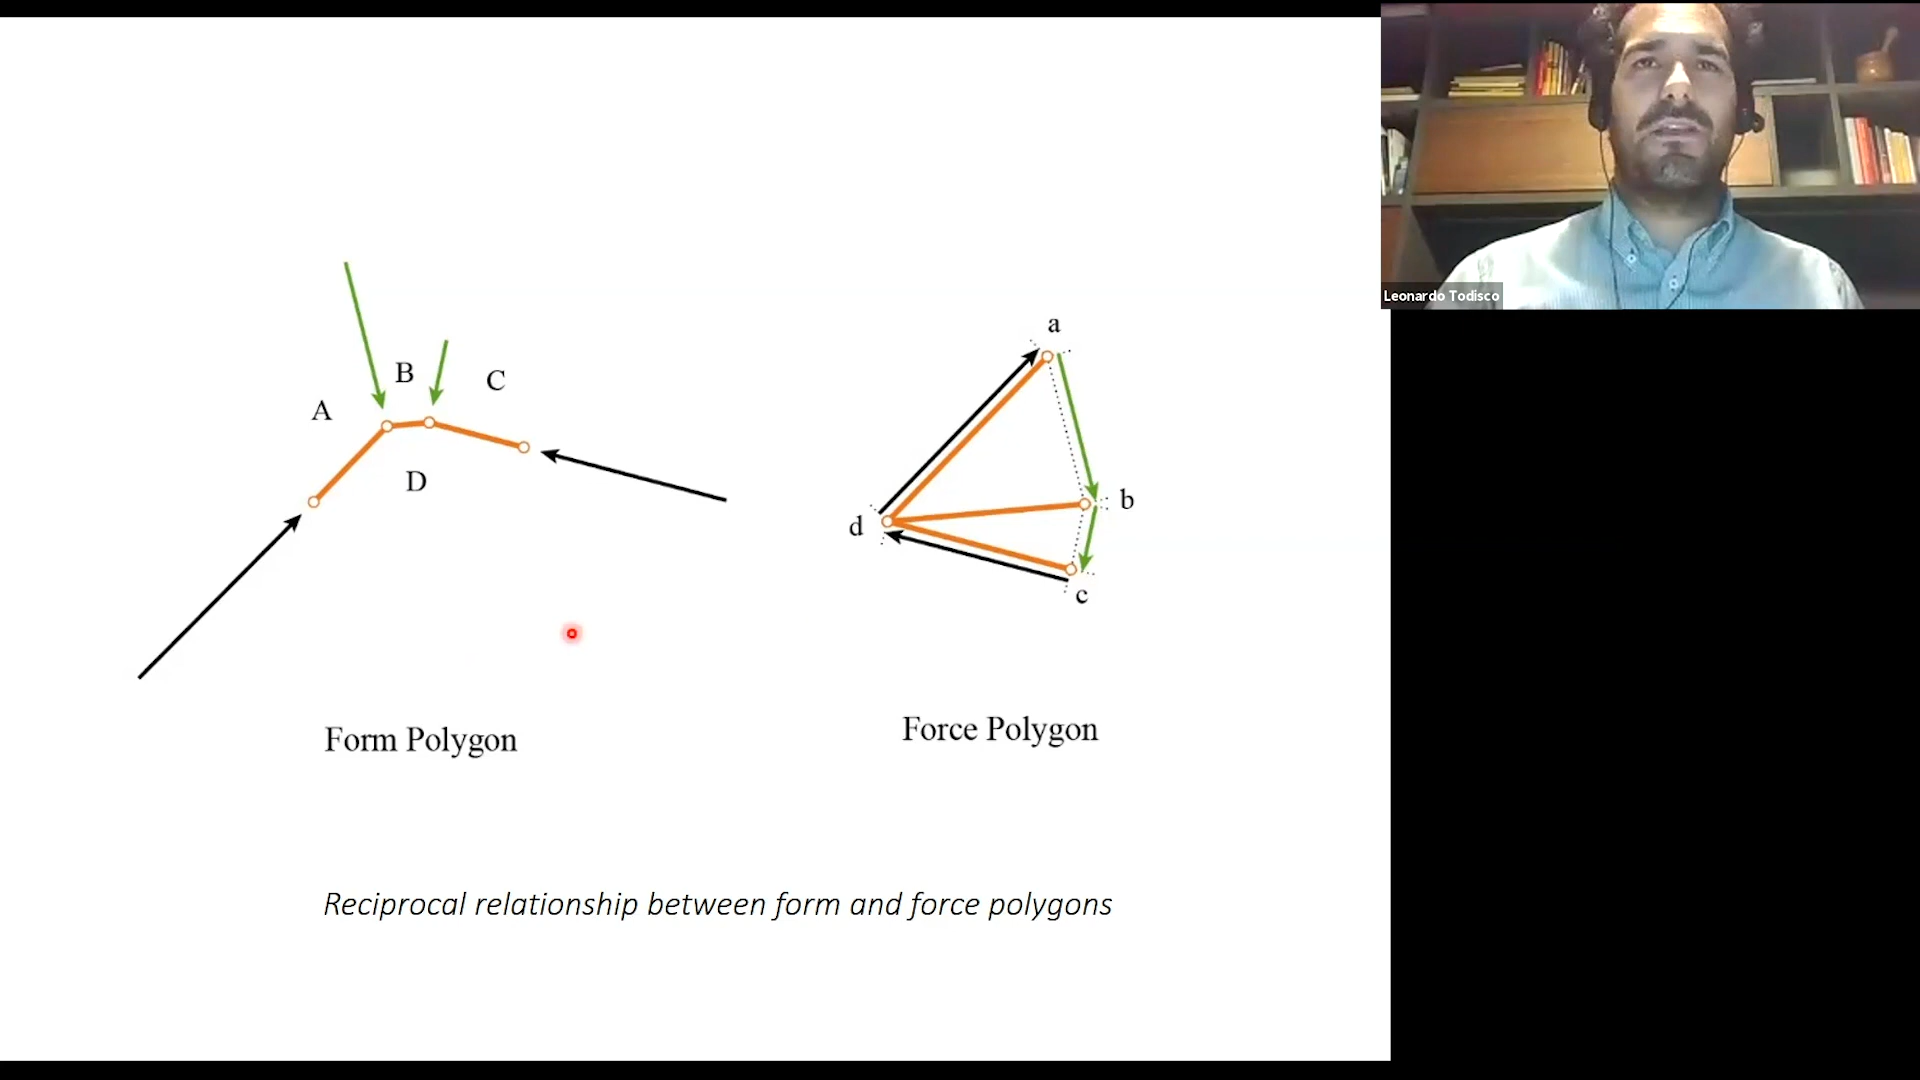 Leonardo Todisco
A
B
C
D
a
b
c
d
Form Polygon
Force Polygon
Reciprocal relationship between form and force polygons